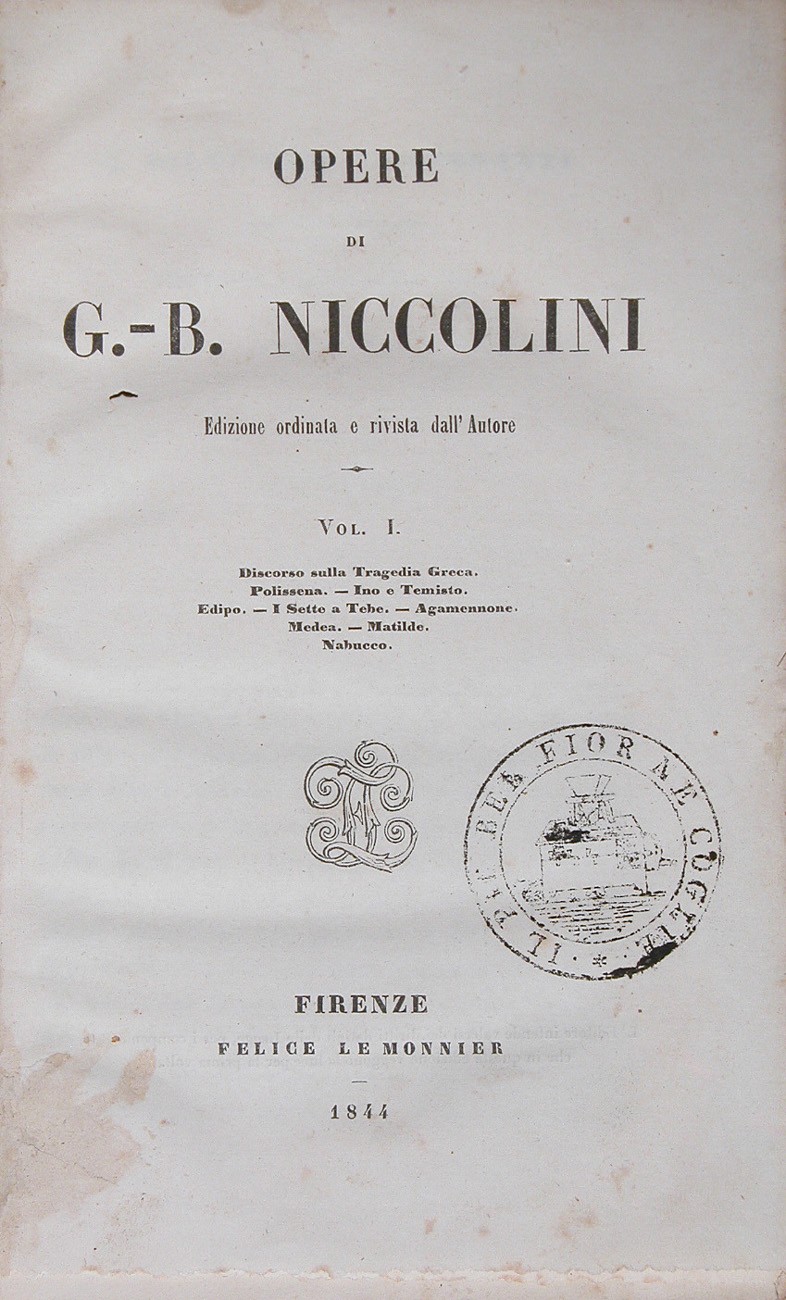 OPERE
DI
G.-B. NICCOLINI
Edizione ordinata e rivista dall' Autore
VOL. I.
Discorso sulla Tragedia Greca.
Polissena. — Ino e Temisto.
Edipo. — I Sette a Tebe. — Agamennone.
Medea. — Matilde.
Nabucco.
IL PIÙ BEL FIOR NE COGLIE
FIRENZE
FELICE LE MONNIER
1844